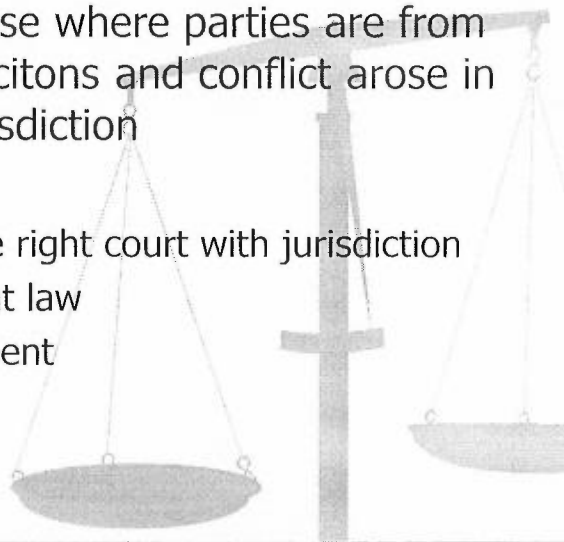 se where parties are from
citons and conflict arose in
sdiction
e right court with jurisdiction
t law
ent